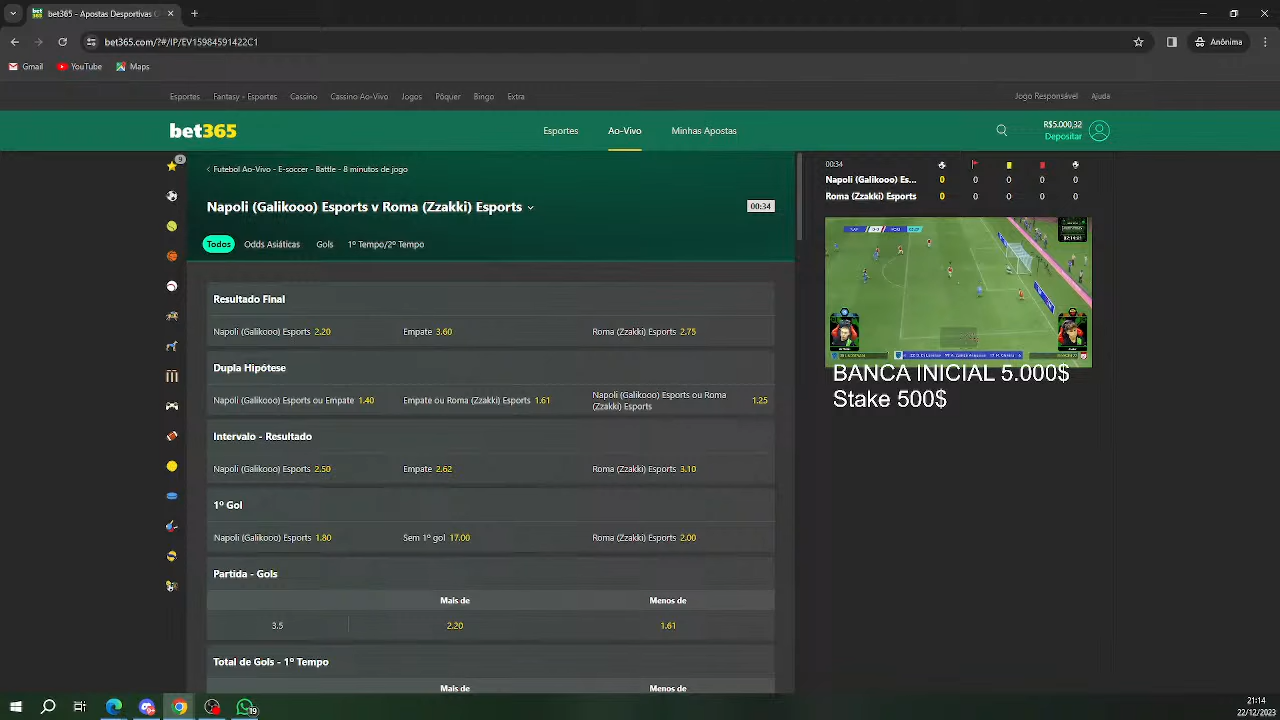 bet365 - Apostas Desportivas
bet365.com/?#/IP/EV15984591422C1
Anônima
Gmail
YouTube
Maps
Esportes
Fantasy - Esportes
Cassino
Cassino Ao-Vivo
Jogos
Pôquer
Bingo
Extra
Jogo Responsável
Ajuda
bet365
Esportes
Ao-Vivo
Minhas Apostas
R$5.000,32
Depositar
9
Futebol Ao-Vivo - E-soccer - Battle - 8 minutos de jogo
Napoli (Galikooo) Esports v Roma (Zzakki) Esports
00:34
Todos
Odds Asiáticas
Gols
1º Tempo/2º Tempo
Resultado Final
Napoli (Galikooo) Esports 2.20
Empate 3.60
Roma (Zzakki) Esports 2.75
Dupla Hipótese
Napoli (Galikooo) Esports ou Empate 1.40
Empate ou Roma (Zzakki) Esports 1.61
Napoli (Galikooo) Esports ou Roma
(Zzakki) Esports
1.25
Intervalo - Resultado
Napoli (Galikooo) Esports 2.50
Empate 2.62
Roma (Zzakki) Esports 3.10
1º Gol
Napoli (Galikooo) Esports 1.80
Sem 1º gol 17.00
Roma (Zzakki) Esports 2.00
Partida - Gols
Mais de
Menos de
3.5
2.20
1.61
Total de Gols - 1º Tempo
Mais de
Menos de
00:34
Napoli (Galikooo) Es... 0 0 0 0 0
Roma (Zzakki) Esports 0 0 0 0 0
BANCA INICIAL 5.000$
Stake 500$
21:14
22/12/2023